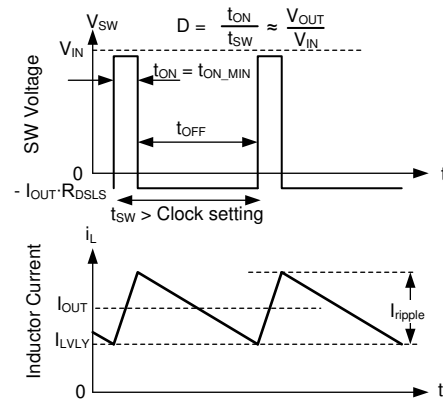 V_SW
D = t_ON / t_SW ≈ V_OUT / V_IN
V_IN
t_ON = t_ON_MIN
SW Voltage
t_OFF
0
t
- I_OUT·R_DSLS
t_SW > Clock setting
i_L
Inductor Current
I_OUT
I_ripple
I_LVLY
0
t